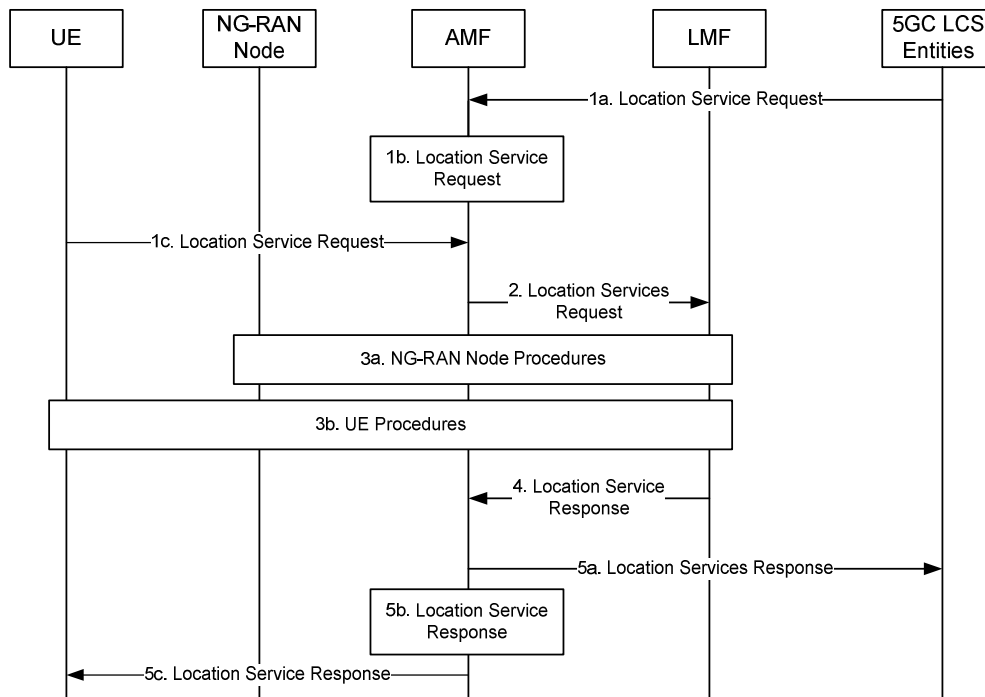 UE
NG-RAN
Node
AMF
LMF
5GC LCS
Entities
1a. Location Service Request
1b. Location Service
Request
1c. Location Service Request
2. Location Services
Request
3a. NG-RAN Node Procedures
3b. UE Procedures
4. Location Service
Response
5a. Location Services Response
5b. Location Service
Response
5c. Location Service Response